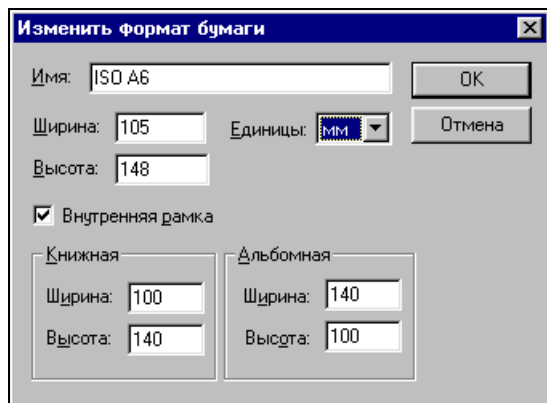 Изменить формат бумаги
Имя: ISO A6
OK
Ширина: 105
Единицы: мм
Отмена
Высота: 148
Внутренняя рамка
Книжная
Ширина: 100
Высота: 140
Альбомная
Ширина: 140
Высота: 100